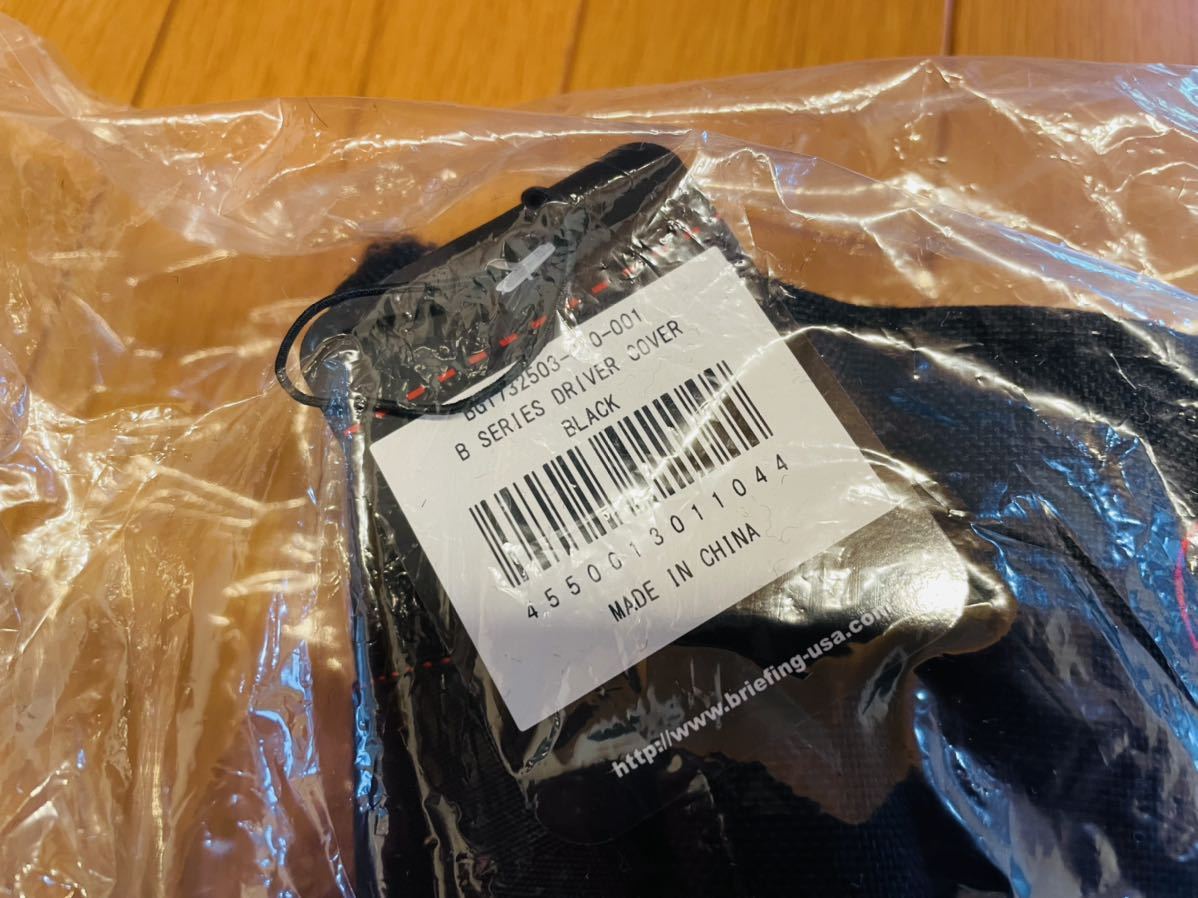 B SERIES DRIVER COVER
BLACK
4550013011044
MADE IN CHINA
http://www.briefing-usa.com